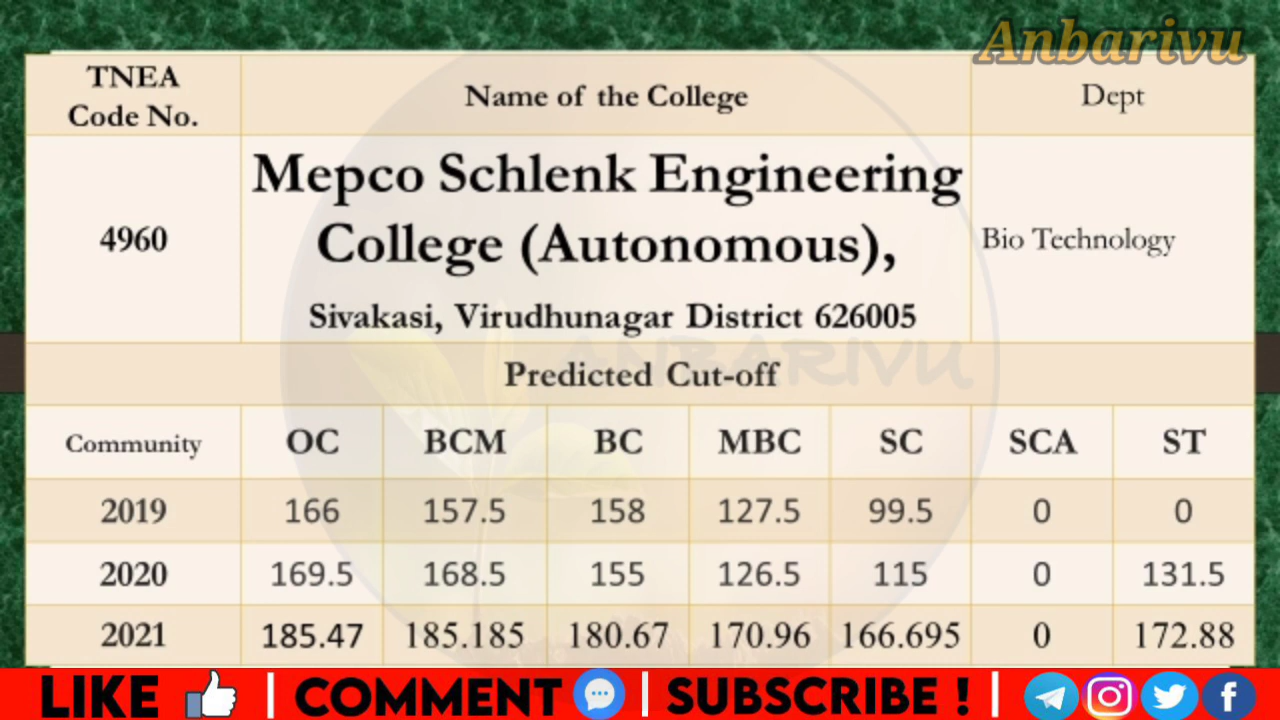 Anbarivu
TNEA
Code No.
Name of the College
Dept
4960
Mepco Schlenk Engineering
College (Autonomous),
Sivakasi, Virudhunagar District 626005
Bio Technology
ANBARIVU
Predicted Cut-off
Community OC BCM BC MBC SC SCA ST
2019 166 157.5 158 127.5 99.5 0 0
2020 169.5 168.5 155 126.5 115 0 131.5
2021 185.47 185.185 180.67 170.96 166.695 0 172.88
LIKE | COMMENT | SUBSCRIBE ! |